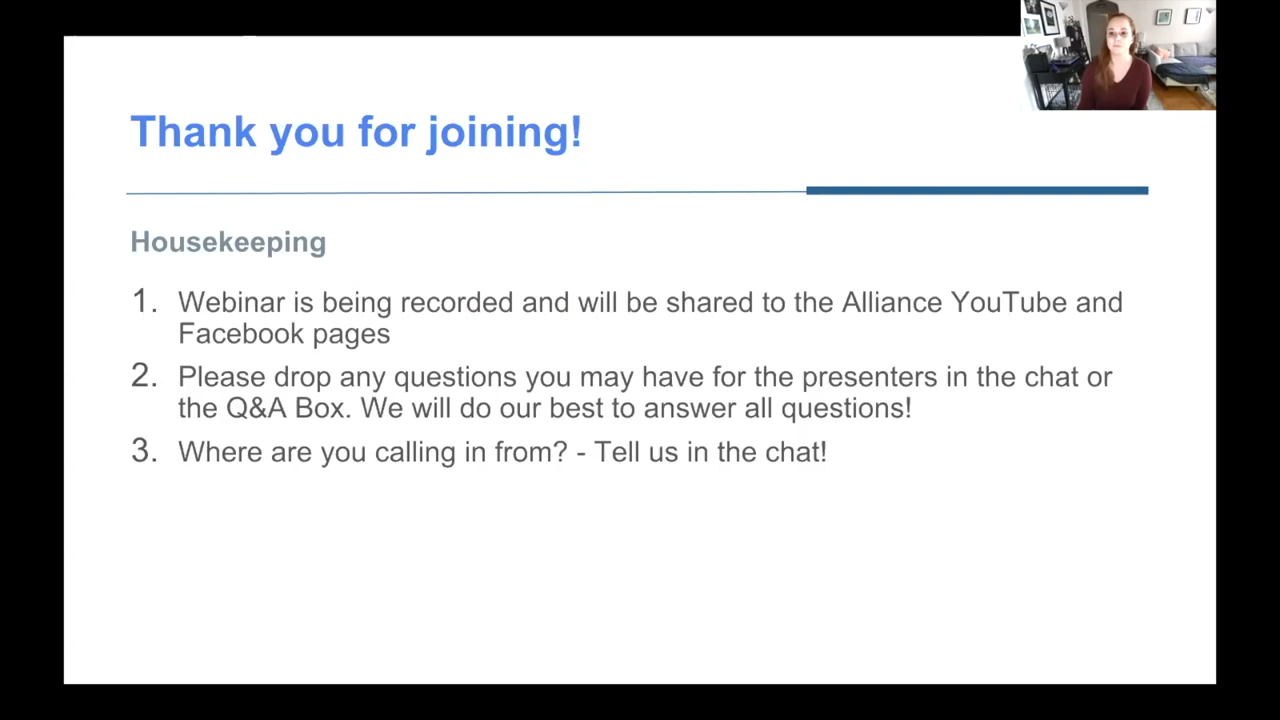 Thank you for joining!
Housekeeping
1. Webinar is being recorded and will be shared to the Alliance YouTube and
Facebook pages
2. Please drop any questions you may have for the presenters in the chat or
the Q&A Box. We will do our best to answer all questions!
3. Where are you calling in from? - Tell us in the chat!